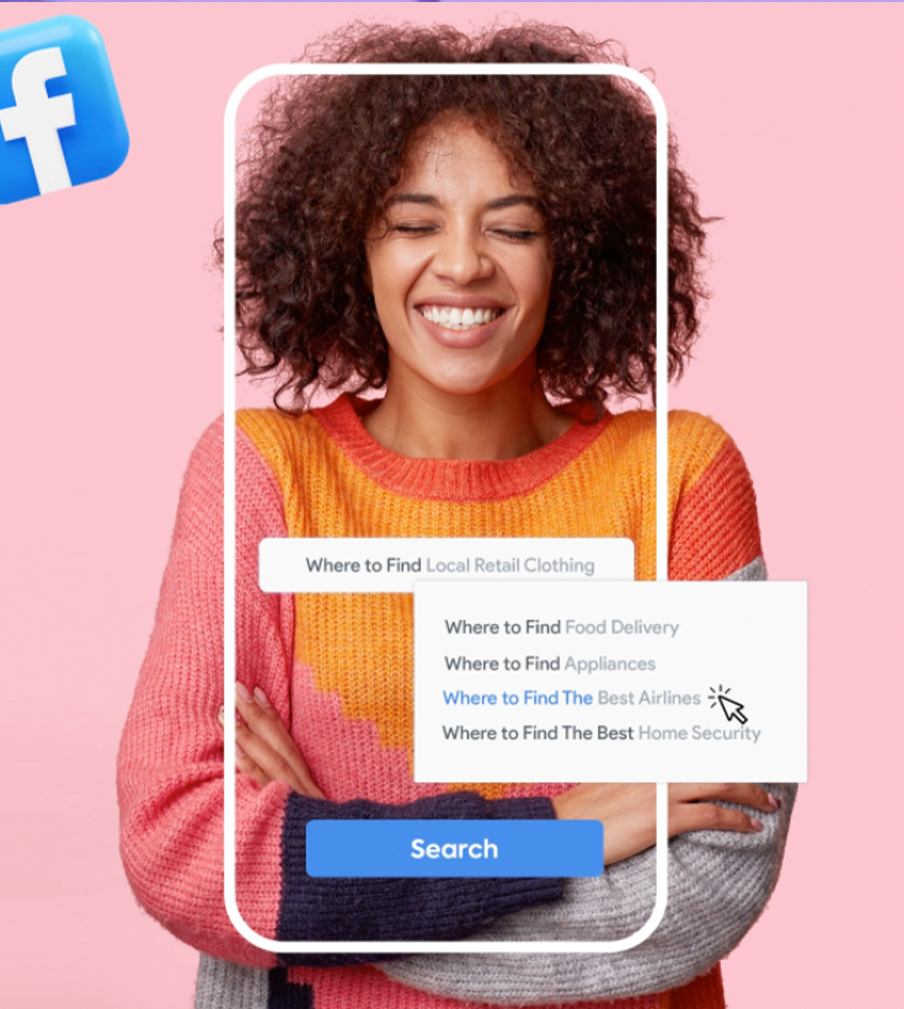 f
Where to Find Local Retail Clothing
Where to Find Food Delivery
Where to Find Appliances
Where to Find The Best Airlines
Where to Find The Best Home Security
Search